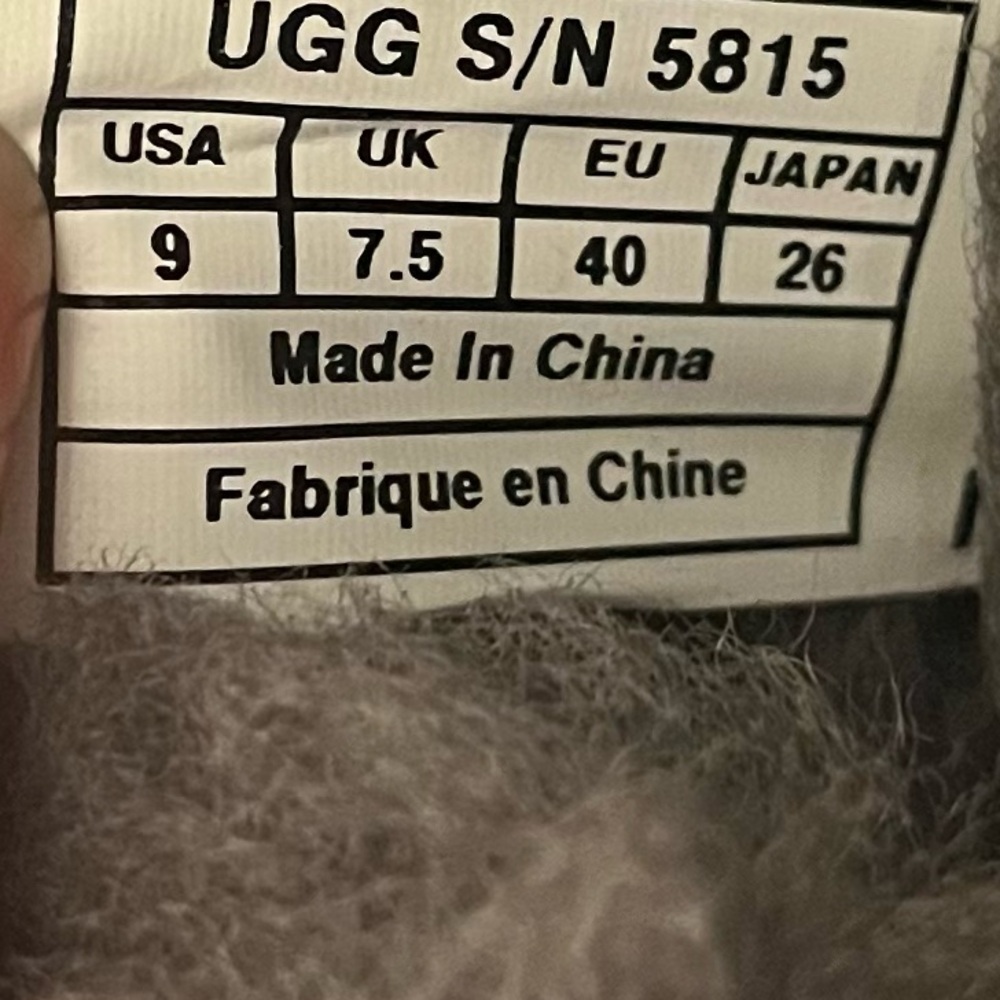 UGG S/N 5815
USA UK EU JAPAN
9 7.5 40 26
Made In China
Fabrique en Chine